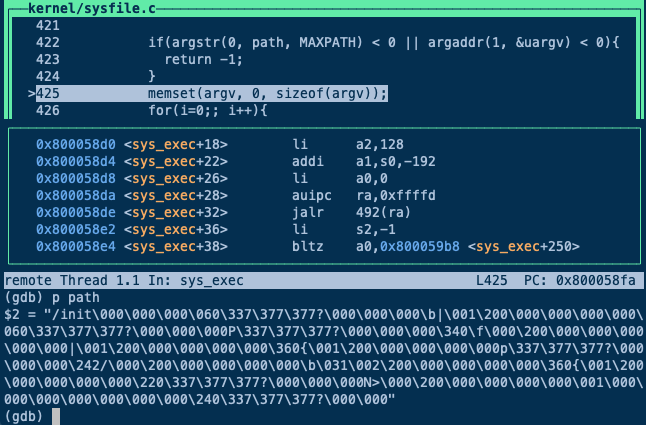 kernel/sysfile.c
421
422 if(argstr(0, path, MAXPATH) < 0 || argaddr(1, &uargv) < 0){
423 return -1;
424 }
>425 memset(argv, 0, sizeof(argv));
426 for(i=0;; i++){
0x800058d0 <sys_exec+18> li a2,128
0x800058d4 <sys_exec+22> addi a1,s0,-192
0x800058d8 <sys_exec+26> li a0,0
0x800058da <sys_exec+28> auipc ra,0xffffd
0x800058de <sys_exec+32> jalr 492(ra)
0x800058e2 <sys_exec+36> li s2,-1
0x800058e4 <sys_exec+38> bltz a0,0x800059b8 <sys_exec+250>
remote Thread 1.1 In: sys_exec L425 PC: 0x800058fa
(gdb) p path
$2 = "/init\000\000\000\060\337\377\377?\000\000\000\b|\001\200\000\000\000\000\
060\337\377\377?\000\000\000P\337\377\377?\000\000\000\340\f\000\200\000\000\000
\000\000|\001\200\000\000\000\000\360{\001\200\000\000\000\000p\337\377\377?\000
\000\000\242/\000\200\000\000\000\000\b\031\002\200\000\000\000\000\360{\001\200
\000\000\000\000\220\337\377\377?\000\000\000N>\000\200\000\000\000\000\001\000\
000\000\000\000\000\000\240\337\377\377?\000\000"
(gdb)